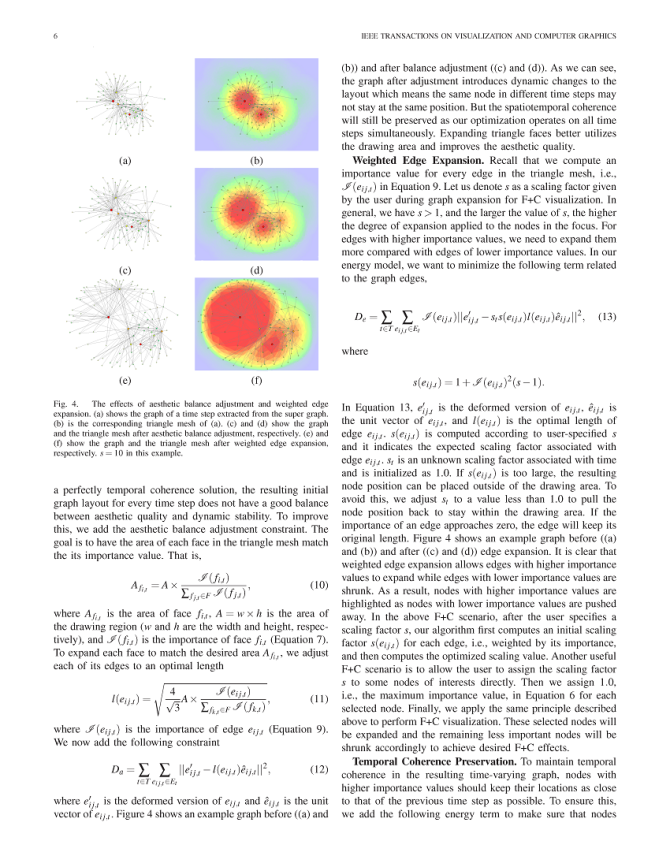 6
IEEE TRANSACTIONS ON VISUALIZATION AND COMPUTER GRAPHICS
(a)
(b)
(c)
(d)
(e)
(f)
Fig. 4. The effects of aesthetic balance adjustment and weighted edge
expansion. (a) shows the graph of a time step extracted from the super graph.
(b) is the corresponding triangle mesh of (a). (c) and (d) show the graph
and the triangle mesh after aesthetic balance adjustment, respectively. (e) and
(f) show the graph and the triangle mesh after weighted edge expansion,
respectively. s = 10 in this example.
a perfectly temporal coherence solution, the resulting initial
graph layout for every time step does not have a good balance
between aesthetic quality and dynamic stability. To improve
this, we add the aesthetic balance adjustment constraint. The
goal is to have the area of each face in the triangle mesh match
the its importance value. That is,
A_{f_{i,t}} = A × ℐ(f_{i,t}) / ∑_{f_{j,t}∈F} ℐ(f_{j,t}), (10)
where A_{f_{i,t}} is the area of face f_{i,t}, A = w × h is the area of
the drawing region (w and h are the width and height, respec-
tively), and ℐ(f_{i,t}) is the importance of face f_{i,t} (Equation 7).
To expand each face to match the desired area A_{f_{i,t}}, we adjust
each of its edges to an optimal length
l(e_{ij,t}) = √(4/√3 A × ℐ(e_{ij,t}) / ∑_{f_{k,t}∈F} ℐ(f_{k,t})), (11)
where ℐ(e_{ij,t}) is the importance of edge e_{ij,t} (Equation 9).
We now add the following constraint
D_a = ∑_{t∈T} ∑_{e_{ij,t}∈E_t} ||e′_{ij,t} − l(e_{ij,t})ê_{ij,t}||², (12)
where e′_{ij,t} is the deformed version of e_{ij,t} and ê_{ij,t} is the unit
vector of e_{ij,t}. Figure 4 shows an example graph before ((a) and
(b)) and after balance adjustment ((c) and (d)). As we can see,
the graph after adjustment introduces dynamic changes to the
layout which means the same node in different time steps may
not stay at the same position. But the spatiotemporal coherence
will still be preserved as our optimization operates on all time
steps simultaneously. Expanding triangle faces better utilizes
the drawing area and improves the aesthetic quality.
Weighted Edge Expansion. Recall that we compute an
importance value for every edge in the triangle mesh, i.e.,
ℐ(e_{ij,t}) in Equation 9. Let us denote s as a scaling factor given
by the user during graph expansion for F+C visualization. In
general, we have s > 1, and the larger the value of s, the higher
the degree of expansion applied to the nodes in the focus. For
edges with higher importance values, we need to expand them
more compared with edges of lower importance values. In our
energy model, we want to minimize the following term related
to the graph edges,
D_e = ∑_{t∈T} ∑_{e_{ij,t}∈E_t} ℐ(e_{ij,t})||e′_{ij,t} − s_t s(e_{ij,t})l(e_{ij,t})ê_{ij,t}||², (13)
where
s(e_{ij,t}) = 1 + ℐ(e_{ij,t})²(s − 1).
In Equation 13, e′_{ij,t} is the deformed version of e_{ij,t}, ê_{ij,t} is
the unit vector of e_{ij,t}, and l(e_{ij,t}) is the optimal length of
edge e_{ij,t}. s(e_{ij,t}) is computed according to user-specified s
and it indicates the expected scaling factor associated with
edge e_{ij,t}. s_t is an unknown scaling factor associated with time
and is initialized as 1.0. If s(e_{ij,t}) is too large, the resulting
node position can be placed outside of the drawing area. To
avoid this, we adjust s_t to a value less than 1.0 to pull the
node position back to stay within the drawing area. If the
importance of an edge approaches zero, the edge will keep its
original length. Figure 4 shows an example graph before ((a)
and (b)) and after ((c) and (d)) edge expansion. It is clear that
weighted edge expansion allows edges with higher importance
values to expand while edges with lower importance values are
shrunk. As a result, nodes with higher importance values are
highlighted as nodes with lower importance values are pushed
away. In the above F+C scenario, after the user specifies a
scaling factor s, our algorithm first computes an initial scaling
factor s(e_{ij,t}) for each edge, i.e., weighted by its importance,
and then computes the optimized scaling value. Another useful
F+C scenario is to allow the user to assign the scaling factor
s to some nodes of interests directly. Then we assign 1.0,
i.e., the maximum importance value, in Equation 6 for each
selected node. Finally, we apply the same principle described
above to perform F+C visualization. These selected nodes will
be expanded and the remaining less important nodes will be
shrunk accordingly to achieve desired F+C effects.
Temporal Coherence Preservation. To maintain temporal
coherence in the resulting time-varying graph, nodes with
higher importance values should keep their locations as close
to that of the previous time step as possible. To ensure this,
we add the following energy term to make sure that nodes